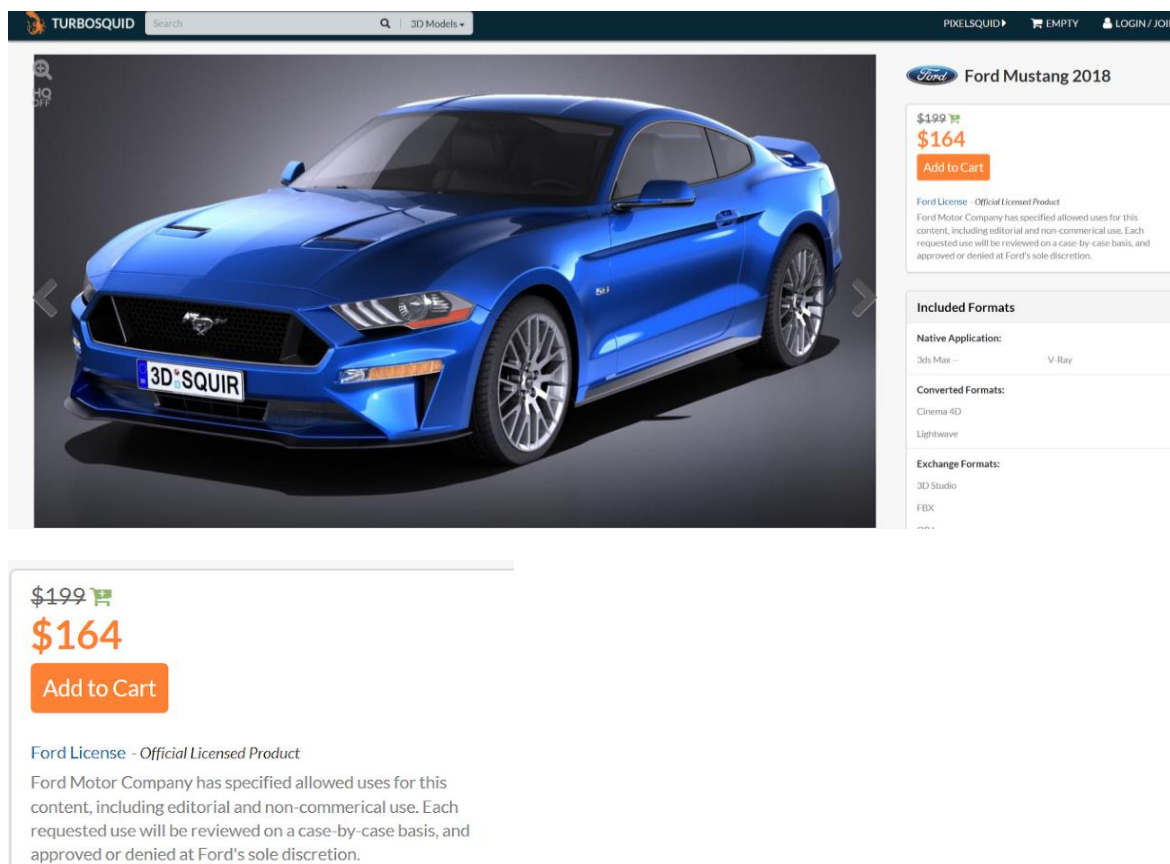 TURBOSQUID Search 3D Models PIXELSQUID EMPTY LOGIN / JOIN
HQ
OFF
Ford Ford Mustang 2018
$199
$164
Add to Cart
Ford License - Official Licensed Product
Ford Motor Company has specified allowed uses for this
content, including editorial and non-commerical use. Each
requested use will be reviewed on a case-by-case basis, and
approved or denied at Ford's sole discretion.
5.0
3D SQUIR
Included Formats
Native Application:
3ds Max -- V-Ray
Converted Formats:
Cinema 4D
Lightwave
Exchange Formats:
3D Studio
FBX
$199
$164
Add to Cart
Ford License - Official Licensed Product
Ford Motor Company has specified allowed uses for this
content, including editorial and non-commerical use. Each
requested use will be reviewed on a case-by-case basis, and
approved or denied at Ford's sole discretion.